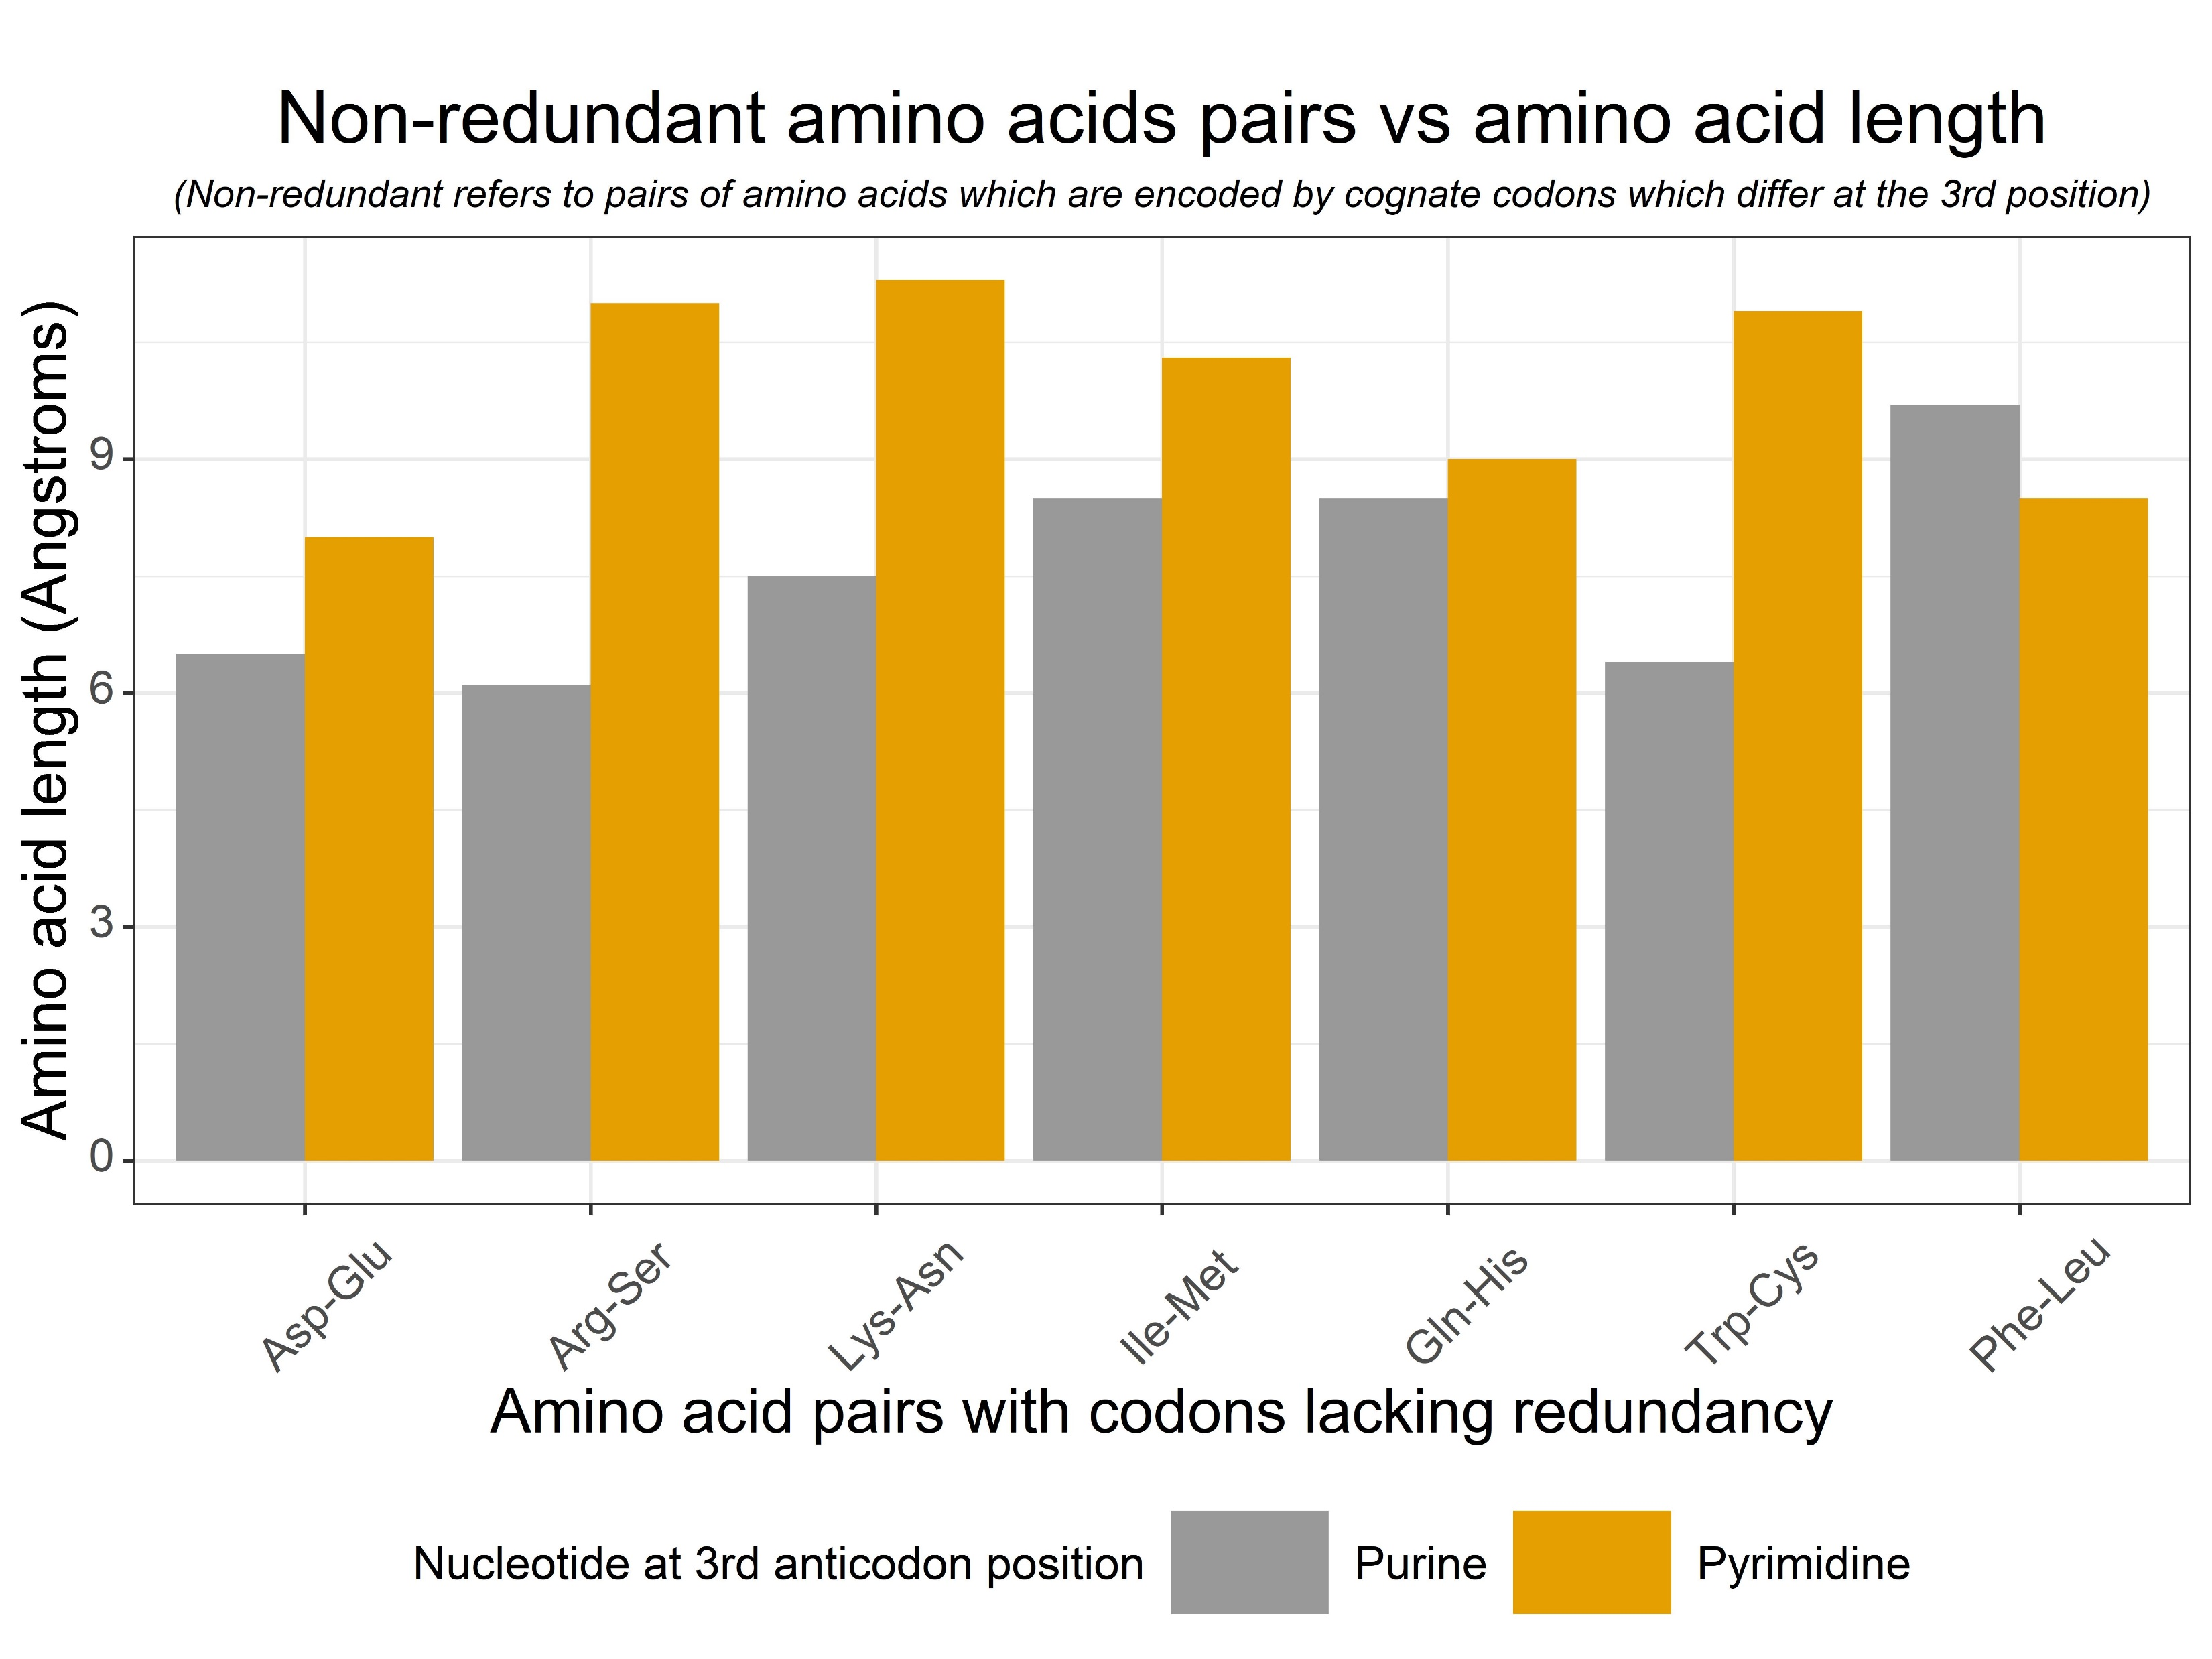 Non-redundant amino acids pairs vs amino acid length
(Non-redundant refers to pairs of amino acids which are encoded by cognate codons which differ at the 3rd position)
Amino acid length (Angstroms)
9
6
3
0
Asp-Glu
Arg-Ser
Lys-Asn
Ile-Met
Gln-His
Trp-Cys
Phe-Leu
Amino acid pairs with codons lacking redundancy
Nucleotide at 3rd anticodon position
Purine
Pyrimidine